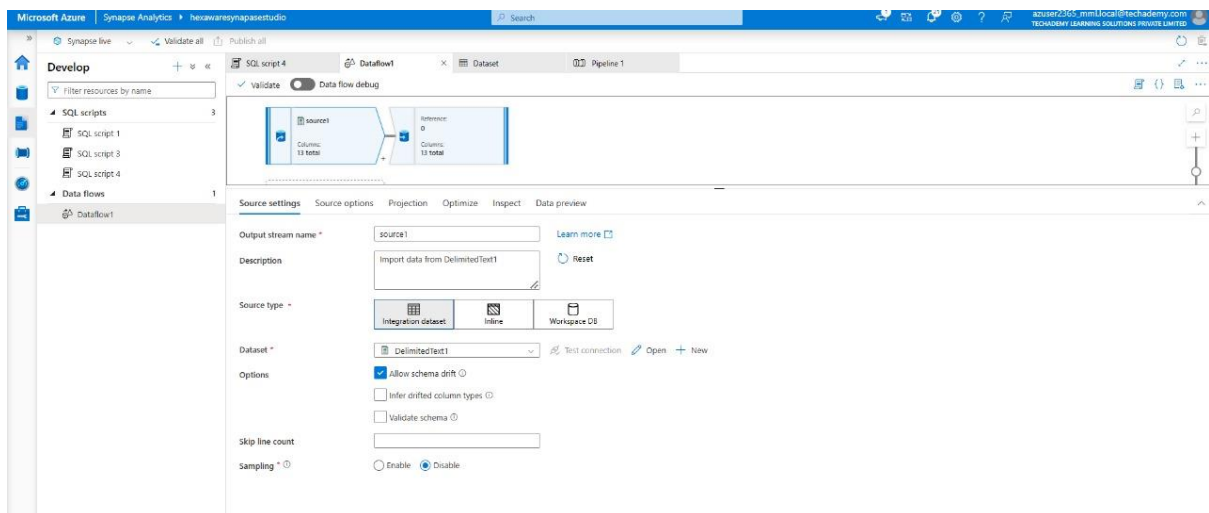 Microsoft Azure Synapse Analytics hexawaresynapasestudio
Search
azuser2365_mml.local@techademy.com
TECHADEMY LEARNING SOLUTIONS PRIVATE LIMITED
Synapse live Validate all Publish all
Develop
Filter resources by name
SQL scripts 3
SQL script 1
SQL script 3
SQL script 4
Data flows 1
Dataflow1
SQL script 4 Dataflow1 Dataset Pipeline 1
Validate Data flow debug
source1
Columns:
13 total
Reference:
0
Columns:
13 total
Source settings Source options Projection Optimize Inspect Data preview
Output stream name * source1 Learn more
Description Import data from DelimitedText1 Reset
Source type *
Integration dataset Inline Workspace DB
Dataset * DelimitedText1 Test connection Open New
Options Allow schema drift
Infer drifted column types
Validate schema
Skip line count
Sampling * Enable Disable